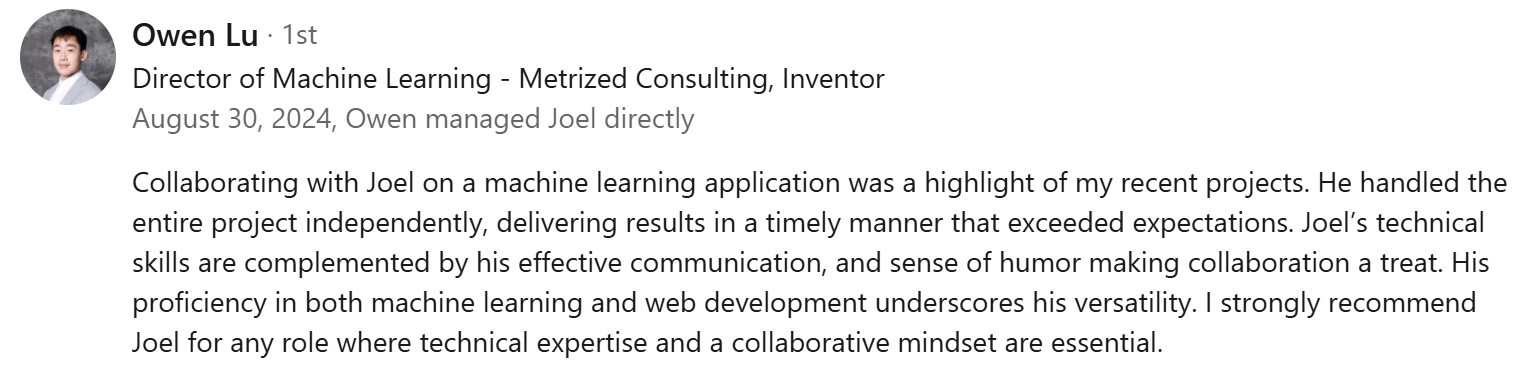 Owen Lu · 1st
Director of Machine Learning - Metrized Consulting, Inventor
August 30, 2024, Owen managed Joel directly
Collaborating with Joel on a machine learning application was a highlight of my recent projects. He handled the
entire project independently, delivering results in a timely manner that exceeded expectations. Joel’s technical
skills are complemented by his effective communication, and sense of humor making collaboration a treat. His
proficiency in both machine learning and web development underscores his versatility. I strongly recommend
Joel for any role where technical expertise and a collaborative mindset are essential.